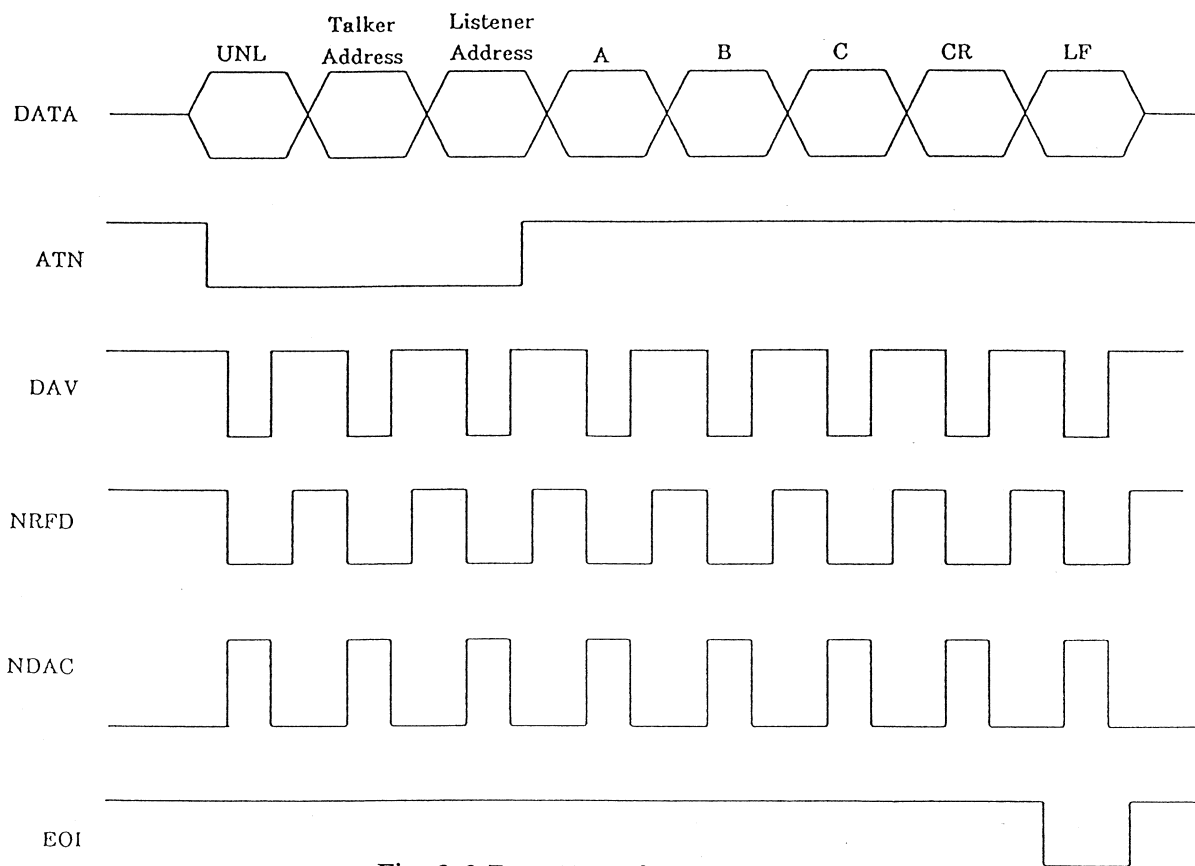 UNL
Talker
Address
Listener
Address
A
B
C
CR
LF
DATA
ATN
DAV
NRFD
NDAC
EOI